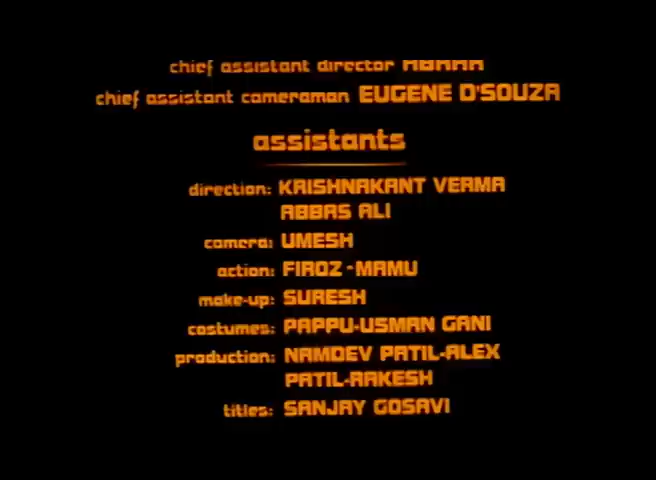 chief assistant director
chief assistant cameraman EUGENE D'SOUZA
assistants
direction: KRISHNAKANT VERMA
ABBAS ALI
camera: UMESH
action: FIROZ-MAMU
make-up: SURESH
costumes: PAPPU-USMAN GANI
production: NAMDEV PATIL-ALEX
PATIL-RAKESH
titles: SANJAY GOSAVI